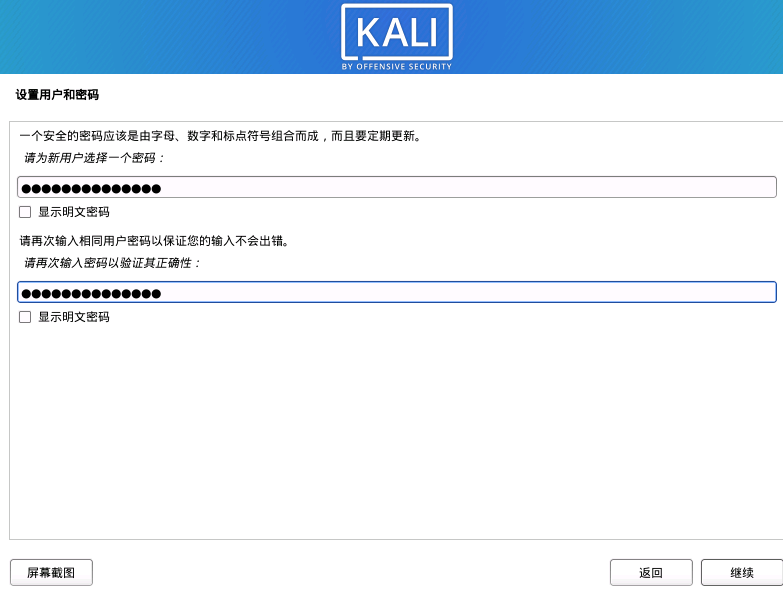 KALI
BY OFFENSIVE SECURITY
设置用户和密码
一个安全的密码应该是由字母、数字和标点符号组合而成，而且要定期更新。
请为新用户选择一个密码：
●●●●●●●●●●●●●●
显示明文密码
请再次输入相同用户密码以保证您的输入不会出错。
请再次输入密码以验证其正确性：
●●●●●●●●●●●●●●
显示明文密码
屏幕截图
返回
继续